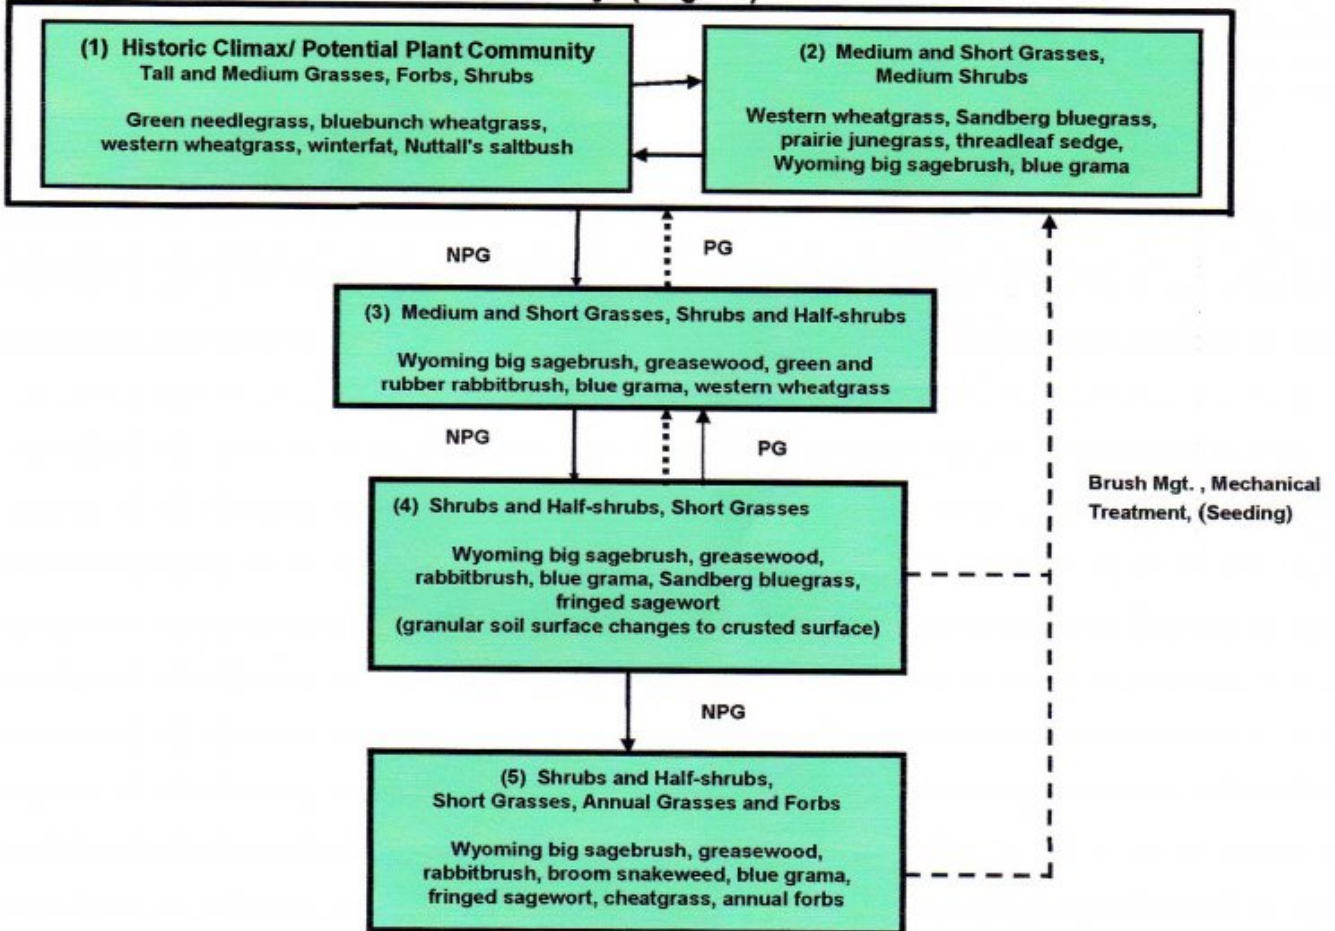 (1) Historic Climax/ Potential Plant Community
Tall and Medium Grasses, Forbs, Shrubs
Green needlegrass, bluebunch wheatgrass,
western wheatgrass, winterfat, Nuttall's saltbush
(2) Medium and Short Grasses,
Medium Shrubs
Western wheatgrass, Sandberg bluegrass,
prairie junegrass, threadleaf sedge,
Wyoming big sagebrush, blue grama
NPG
PG
(3) Medium and Short Grasses, Shrubs and Half-shrubs
Wyoming big sagebrush, greasewood, green and
rubber rabbitbrush, blue grama, western wheatgrass
NPG
PG
(4) Shrubs and Half-shrubs, Short Grasses
Wyoming big sagebrush, greasewood,
rabbitbrush, blue grama, Sandberg bluegrass,
fringed sagewort
(granular soil surface changes to crusted surface)
Brush Mgt. , Mechanical
Treatment, (Seeding)
NPG
(5) Shrubs and Half-shrubs,
Short Grasses, Annual Grasses and Forbs
Wyoming big sagebrush, greasewood,
rabbitbrush, broom snakeweed, blue grama,
fringed sagewort, cheatgrass, annual forbs